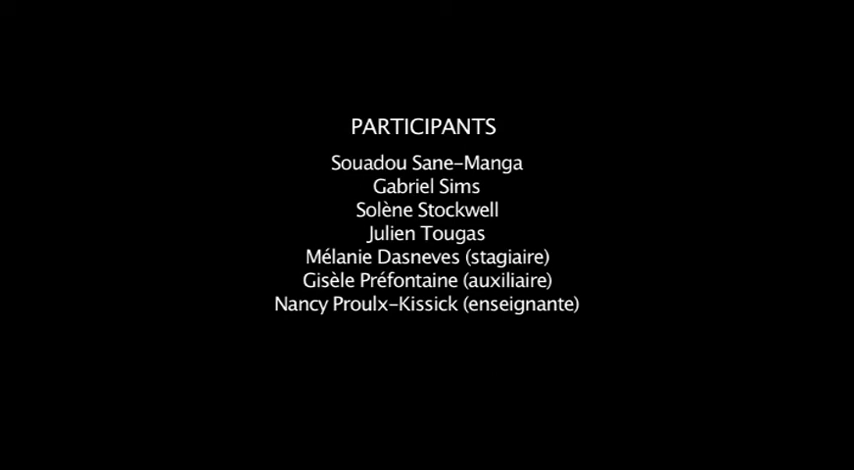 PARTICIPANTS
Souadou Sane-Manga
Gabriel Sims
Solène Stockwell
Julien Tougas
Mélanie Dasneves (stagiaire)
Gisèle Préfontaine (auxiliaire)
Nancy Proulx-Kissick (enseignante)